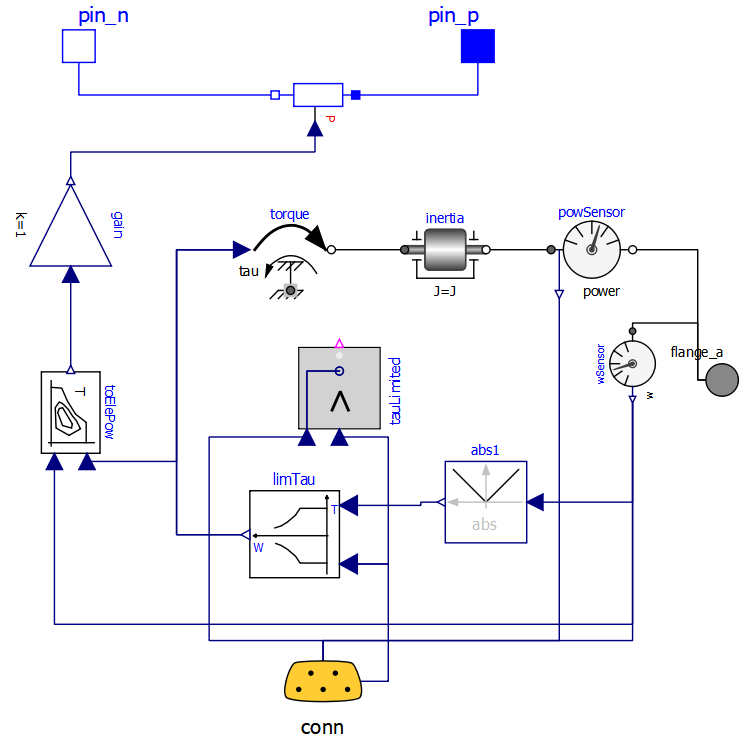 pin_n
pin_p
P
k=1
gain
torque
tau
inertia
J=J
powSensor
power
wSensor
w
flange_a
T
toElePow
tauLimited
limTau
T
W
abs1
abs
conn